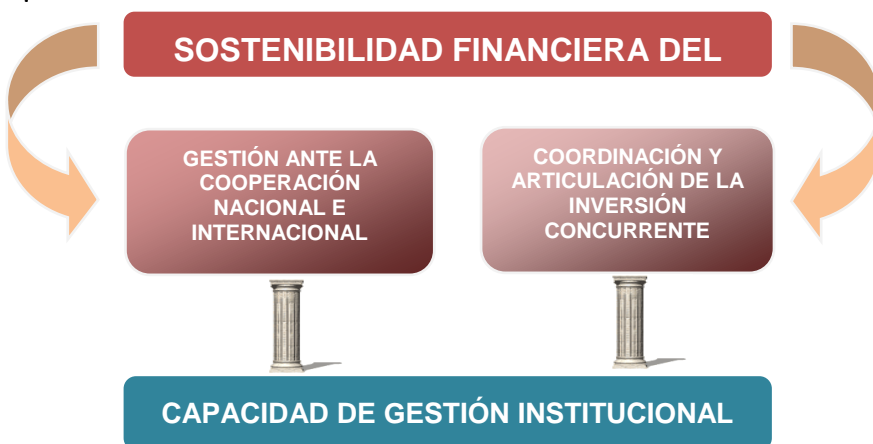 SOSTENIBILIDAD FINANCIERA DEL
GESTIÓN ANTE LA
COOPERACIÓN
NACIONAL E
INTERNACIONAL
COORDINACIÓN Y
ARTICULACIÓN DE LA
INVERSIÓN
CONCURRENTE
CAPACIDAD DE GESTIÓN INSTITUCIONAL